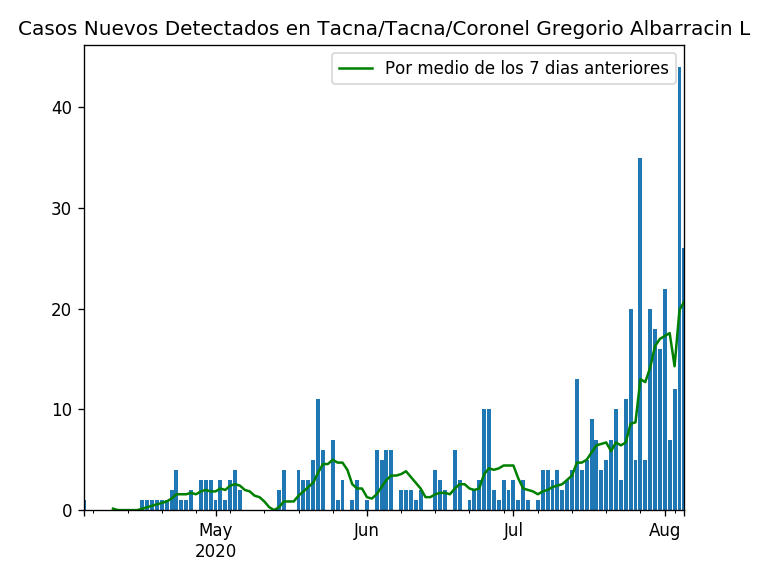 Casos Nuevos Detectados en Tacna/Tacna/Coronel Gregorio Albarracin L
Por medio de los 7 dias anteriores
40
30
20
10
0
May Jun Jul Aug
2020